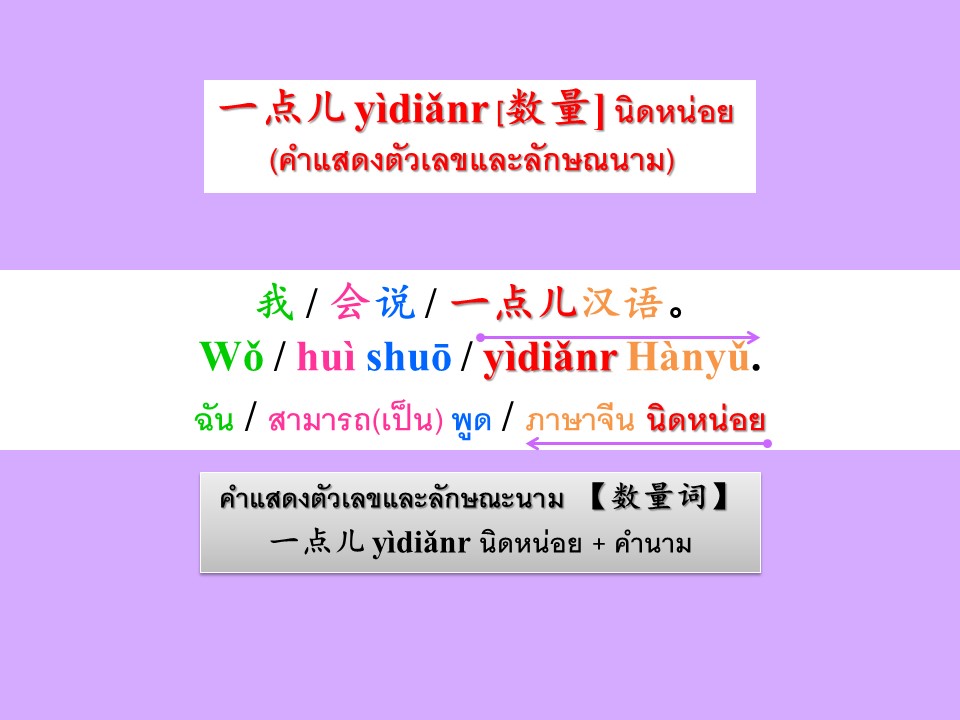 一点儿 yìdiǎnr [数量] นิดหน่อย
(คำแสดงตัวเลขและลักษณนาม)
我 / 会说 / 一点儿汉语。
Wǒ / huì shuō / yìdiǎnr Hànyǔ.
ฉัน / สามารถ(เป็น) พูด / ภาษาจีน นิดหน่อย
คำแสดงตัวเลขและลักษณะนาม 【数量词】
一点儿 yìdiǎnr นิดหน่อย + คำนาม